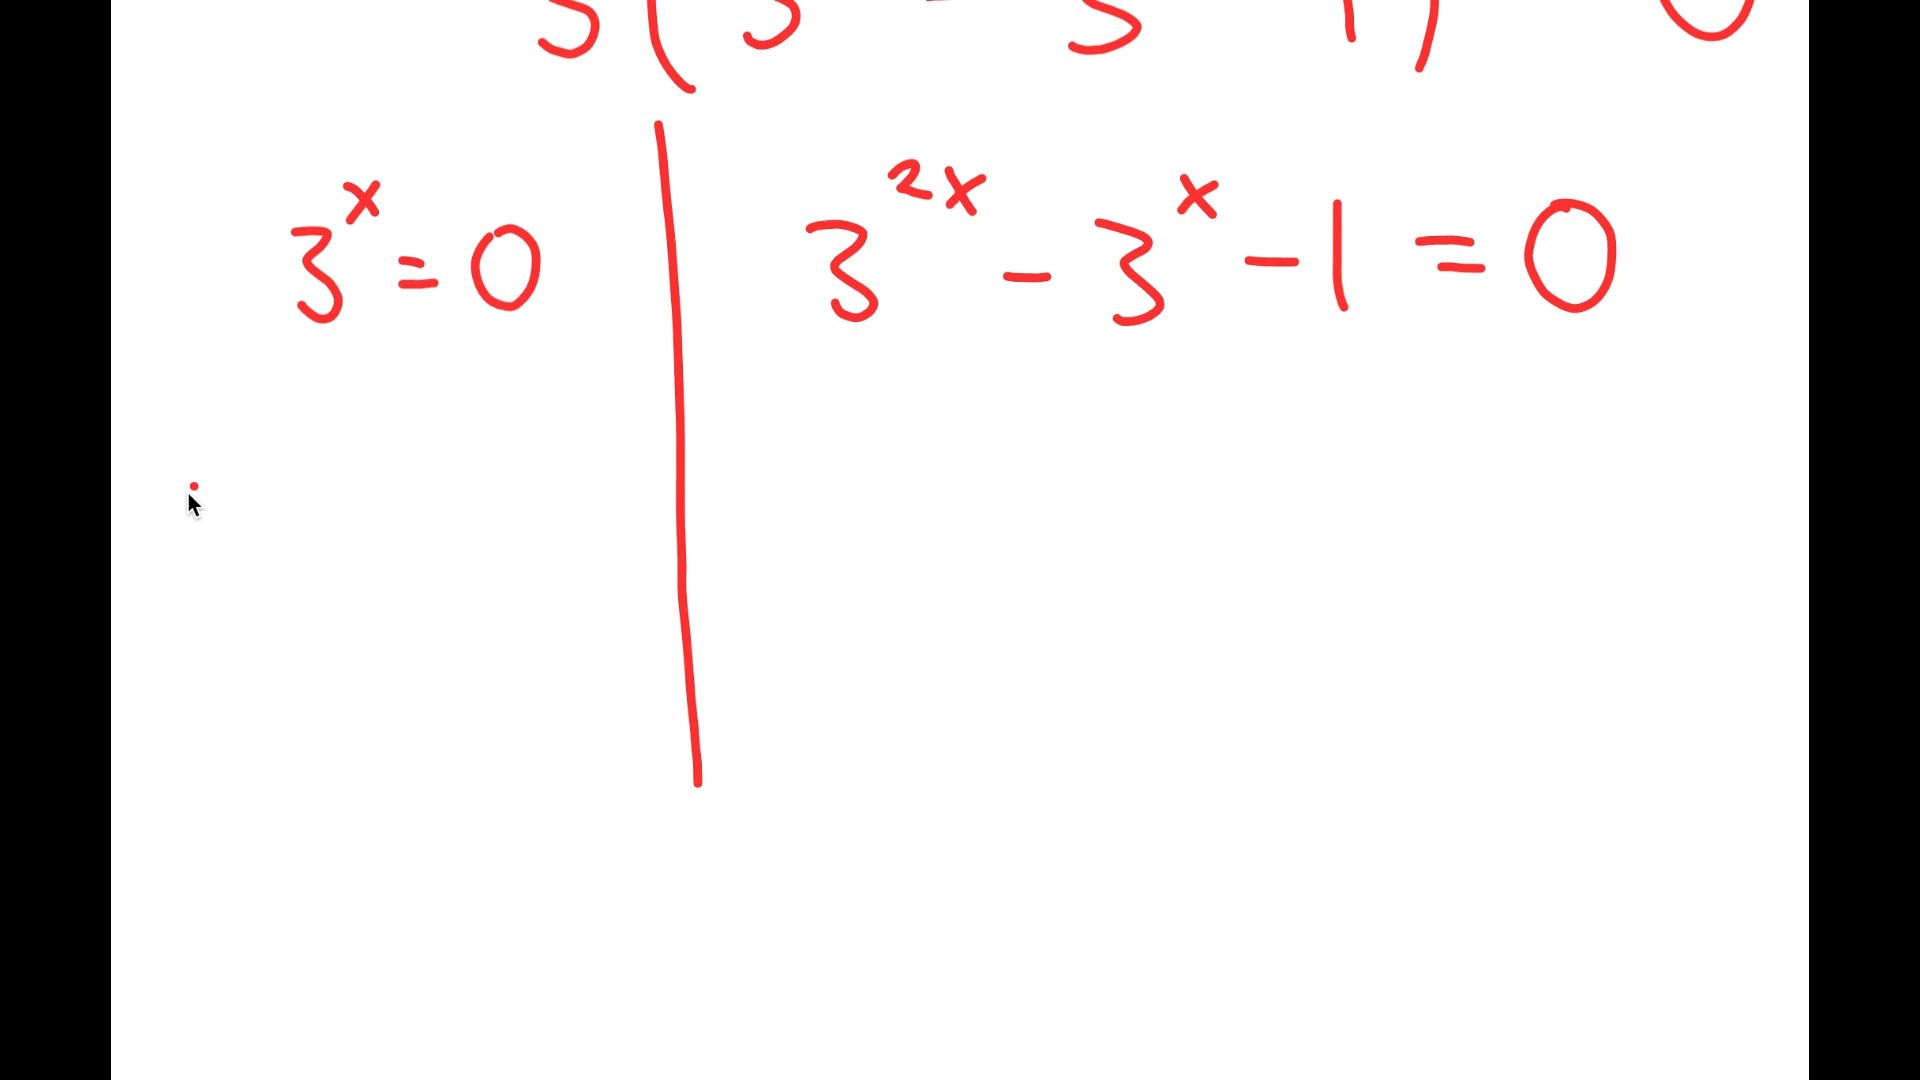 3^x = 0 | 3^{2x} - 3^x - 1 = 0